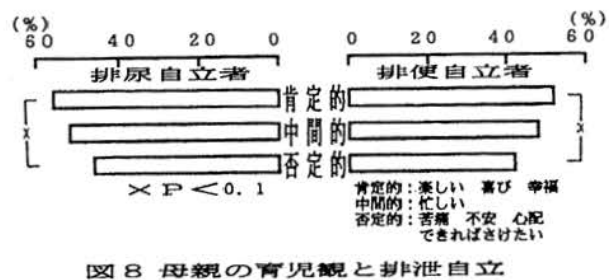 (%) (%)
60 40 20 0 0 20 40 60
排尿自立者 排便自立者
肯定的
× 中間的 ×
否定的
× P<0.1
肯定的:楽しい 喜び 幸福
中間的:忙しい
否定的:苦痛 不安 心配
できればさけたい
図8 母親の育児観と排泄自立